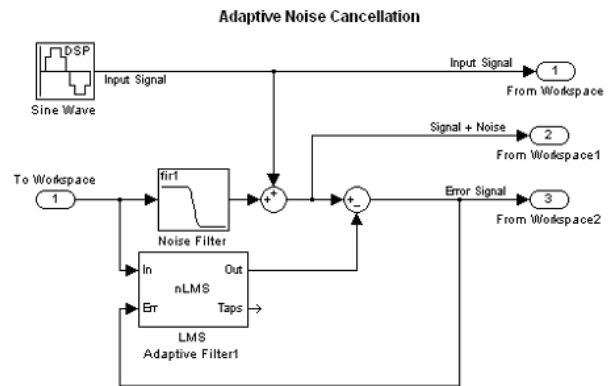 Adaptive Noise Cancellation
DSP
Sine Wave
Input Signal
Input Signal
1
From Workspace
Signal + Noise
2
From Workspace1
To Workspace
1
fir1
Noise Filter
+
+
+
-
Error Signal
3
From Workspace2
In
Out
nLMS
Err
Taps
LMS
Adaptive Filter1